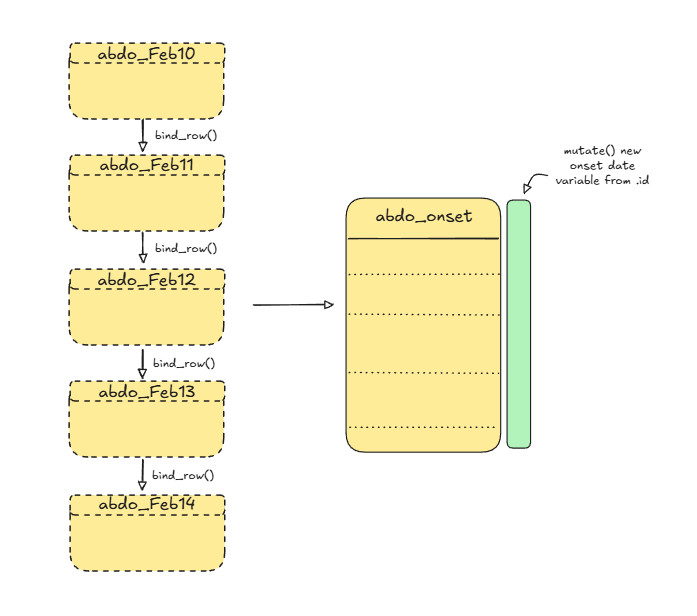 abdo_Feb10
bind_row()
abdo_Feb11
bind_row()
abdo_Feb12
bind_row()
abdo_Feb13
bind_row()
abdo_Feb14
abdo_onset
mutate() new
onset date
variable from .id